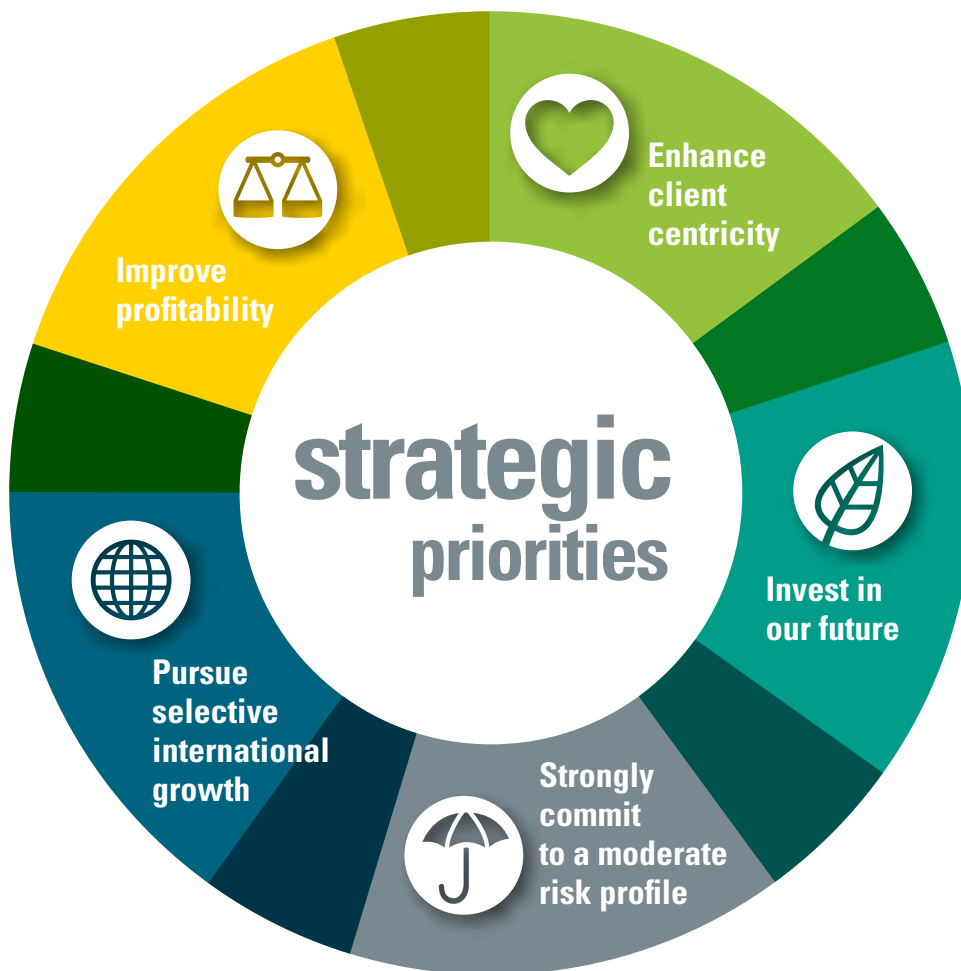 strategic
priorities
Enhance
client
centricity
Invest in
our future
Strongly
commit
to a moderate
risk profile
Pursue
selective
international
growth
Improve
profitability